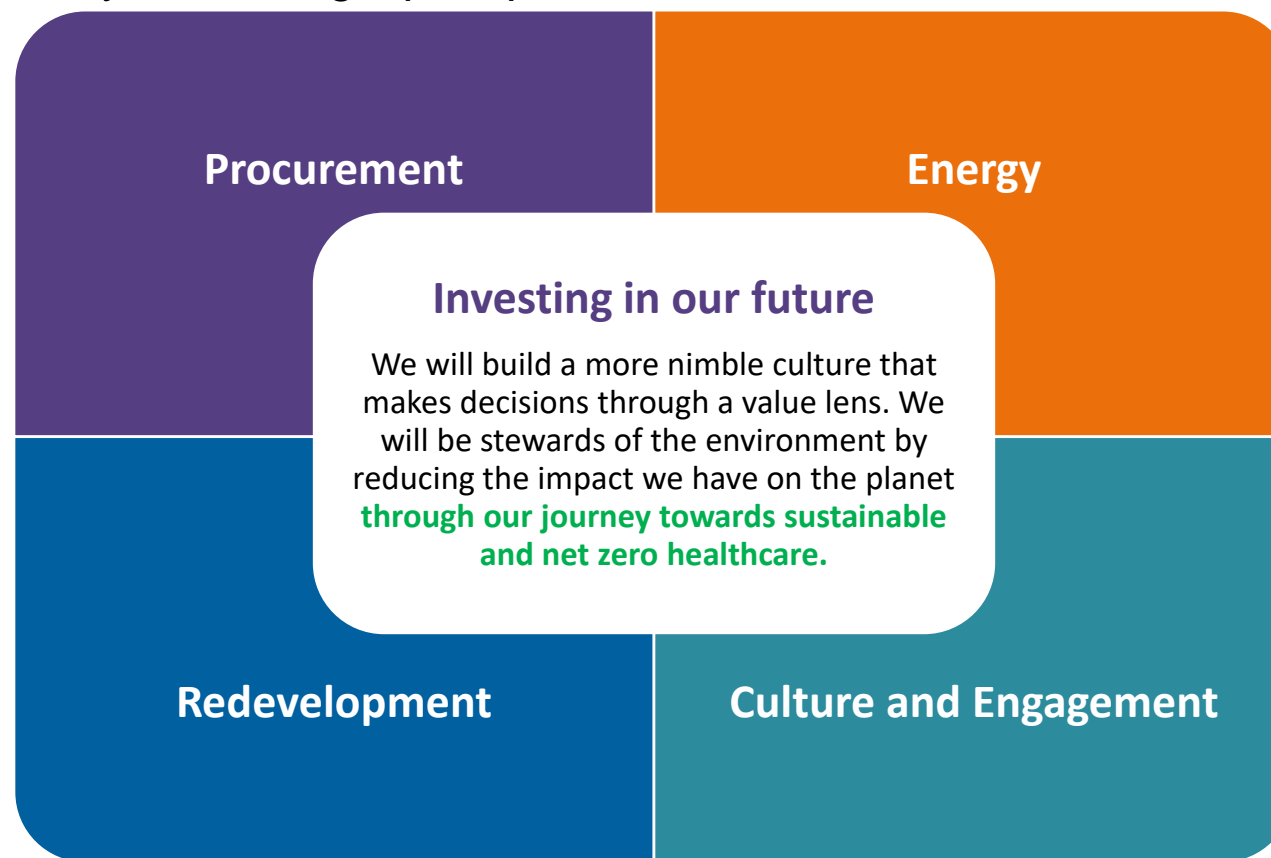 Procurement
Energy
Investing in our future
We will build a more nimble culture that
makes decisions through a value lens. We
will be stewards of the environment by
reducing the impact we have on the planet
through our journey towards sustainable
and net zero healthcare.
Redevelopment
Culture and Engagement